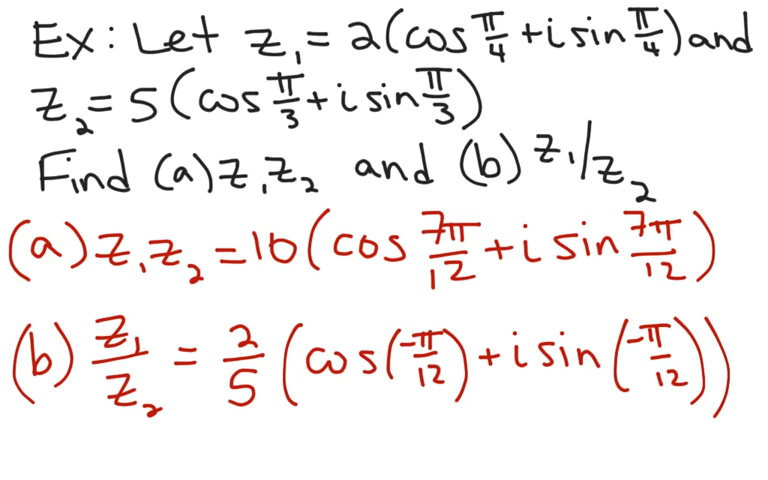 Ex: Let z₁ = 2(cos π/4 + i sin π/4) and
z₂ = 5(cos π/3 + i sin π/3)
Find (a) z₁z₂ and (b) z₁/z₂
(a) z₁z₂ = 10(cos 7π/12 + i sin 7π/12)
(b) z₁/z₂ = 2/5 (cos(-π/12) + i sin(-π/12))